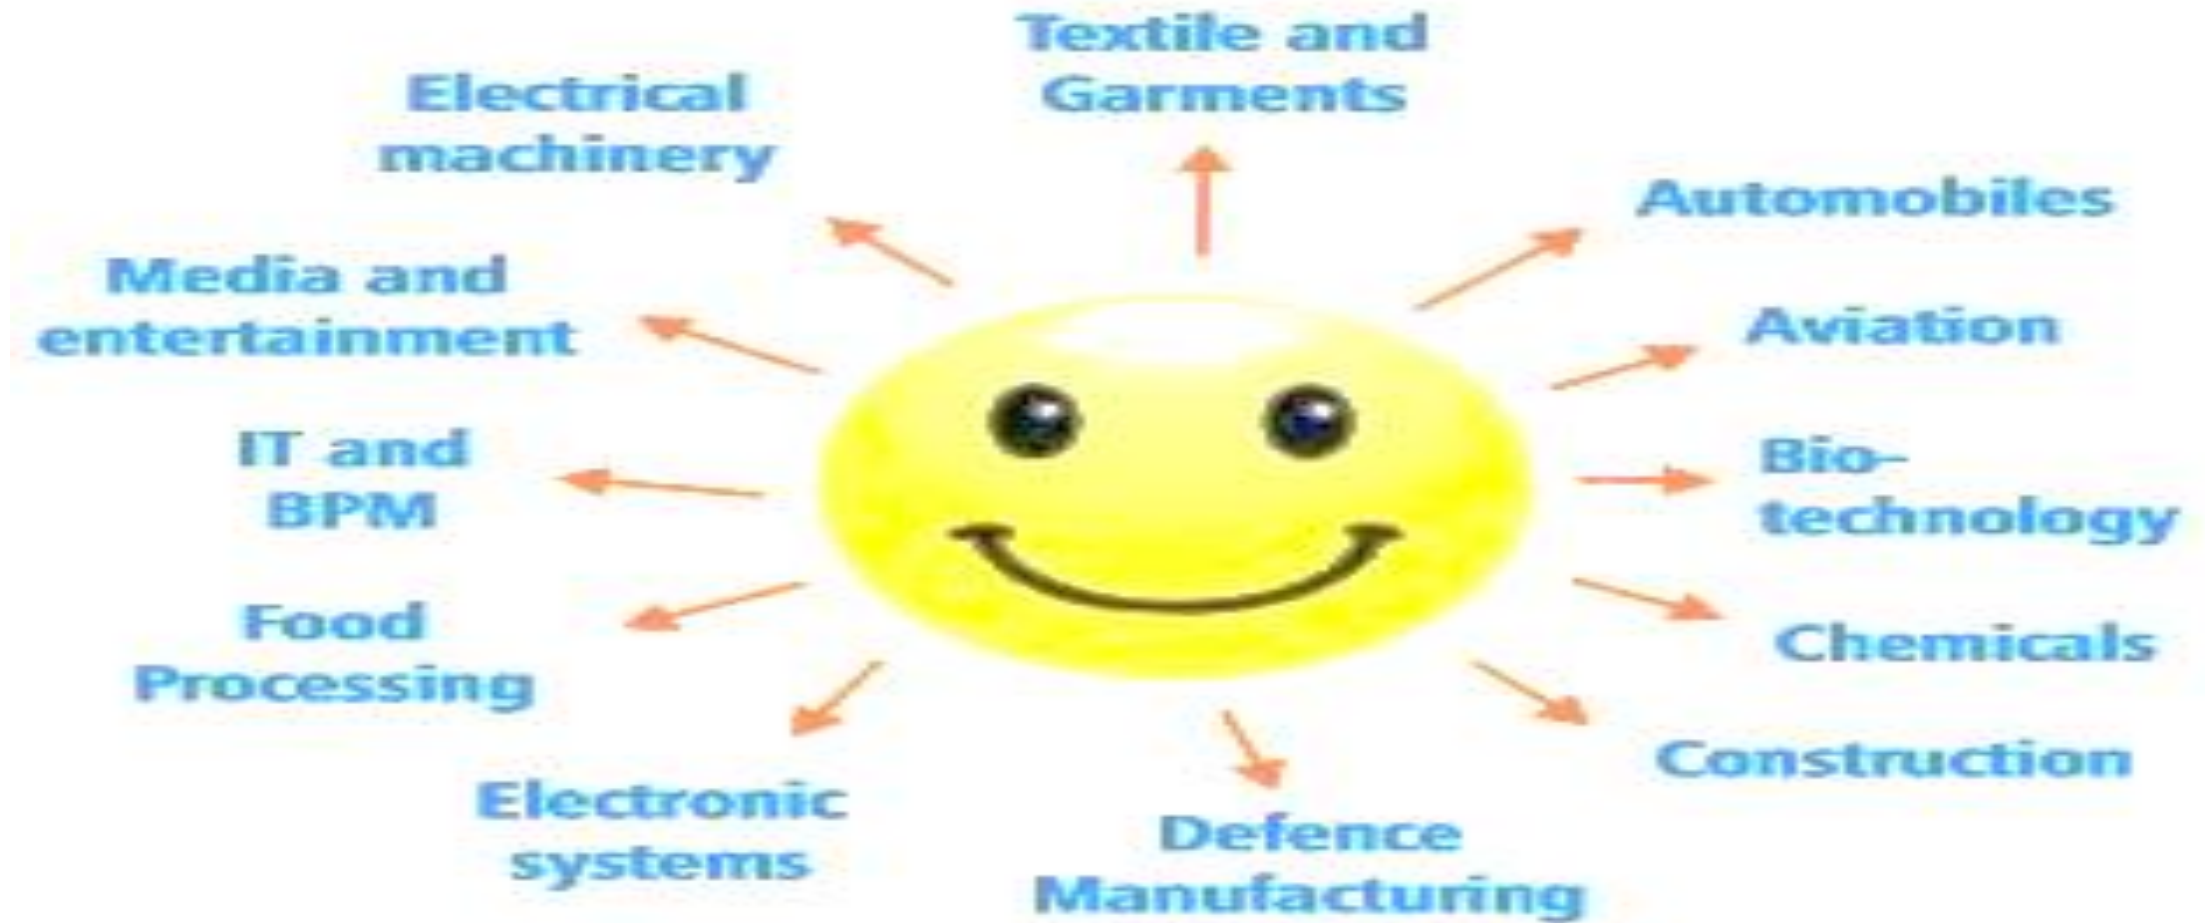 Textile and
Garments
Automobiles
Aviation
Bio-
technology
Chemicals
Construction
Defence
Manufacturing
Electronic
systems
Food
Processing
IT and
BPM
Media and
entertainment
Electrical
machinery